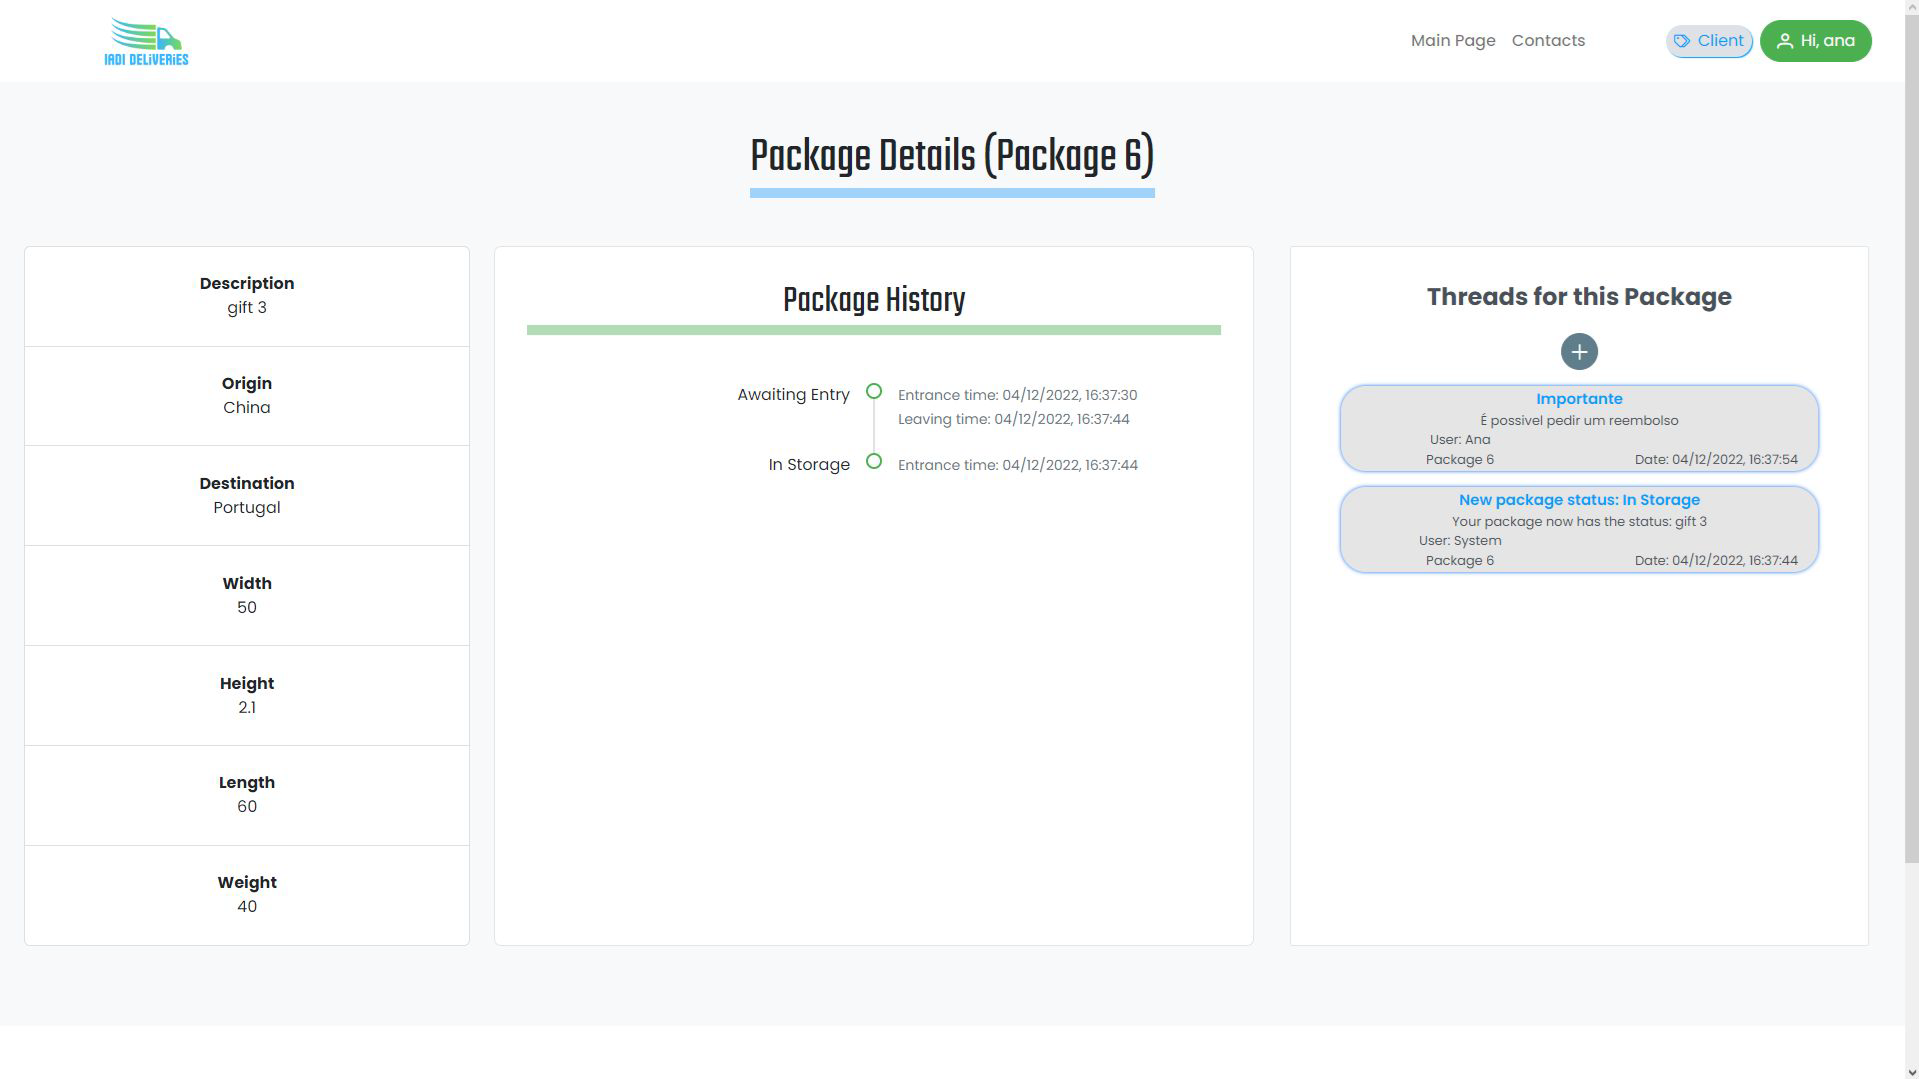 IADI DELIVERIES
Main Page
Contacts
Client
Hi, ana
Package Details (Package 6)
Description
gift 3
Origin
China
Destination
Portugal
Width
50
Height
2.1
Length
60
Weight
40
Package History
Awaiting Entry
Entrance time: 04/12/2022, 16:37:30
Leaving time: 04/12/2022, 16:37:44
In Storage
Entrance time: 04/12/2022, 16:37:44
Threads for this Package
Importante
É possivel pedir um reembolso
User: Ana
Package 6
Date: 04/12/2022, 16:37:54
New package status: In Storage
Your package now has the status: gift 3
User: System
Package 6
Date: 04/12/2022, 16:37:44